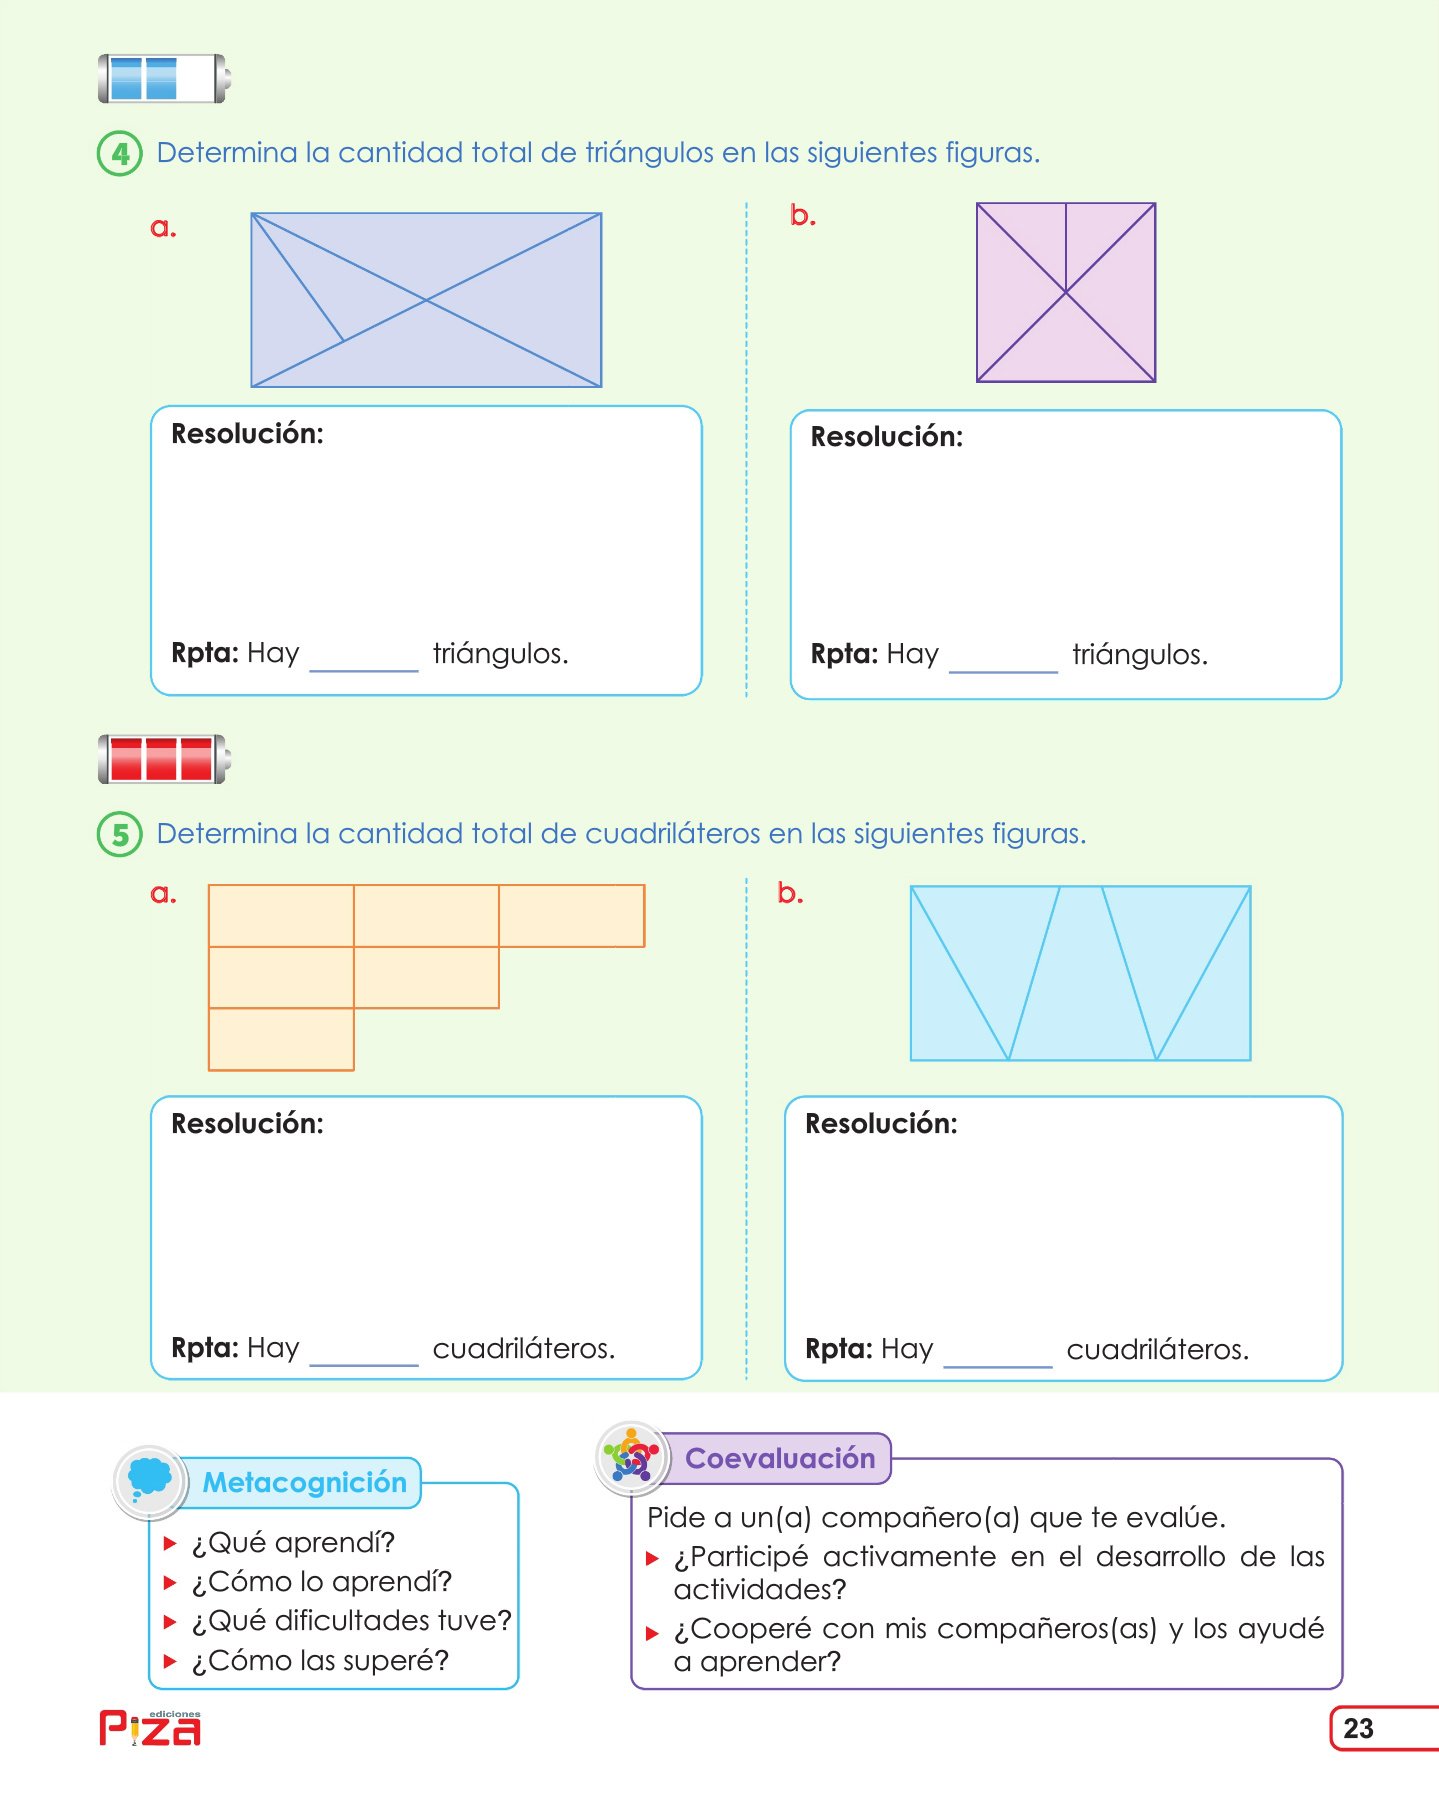 4 Determina la cantidad total de triángulos en las siguientes figuras.
a.
b.
Resolución:
Rpta: Hay ______ triángulos.
Resolución:
Rpta: Hay ______ triángulos.
5 Determina la cantidad total de cuadriláteros en las siguientes figuras.
a.
b.
Resolución:
Rpta: Hay ______ cuadriláteros.
Resolución:
Rpta: Hay ______ cuadriláteros.
Metacognición
¿Qué aprendí?
¿Cómo lo aprendí?
¿Qué dificultades tuve?
¿Cómo las superé?
Coevaluación
Pide a un(a) compañero(a) que te evalúe.
¿Participé activamente en el desarrollo de las
actividades?
¿Cooperé con mis compañeros(as) y los ayudé
a aprender?
ediciones
Piza
23